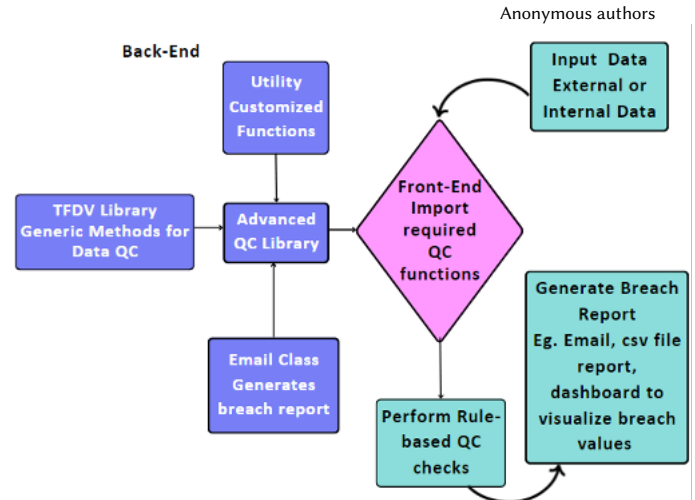 Anonymous authors
Back-End
Utility
Customized
Functions
Input Data
External or
Internal Data
TFDV Library
Generic Methods for
Data QC
Advanced
QC Library
Front-End
Import
required
QC
functions
Email Class
Generates
breach report
Generate Breach
Report
Eg. Email, csv file
report,
dashboard to
visualize breach
values
Perform Rule-
based QC
checks